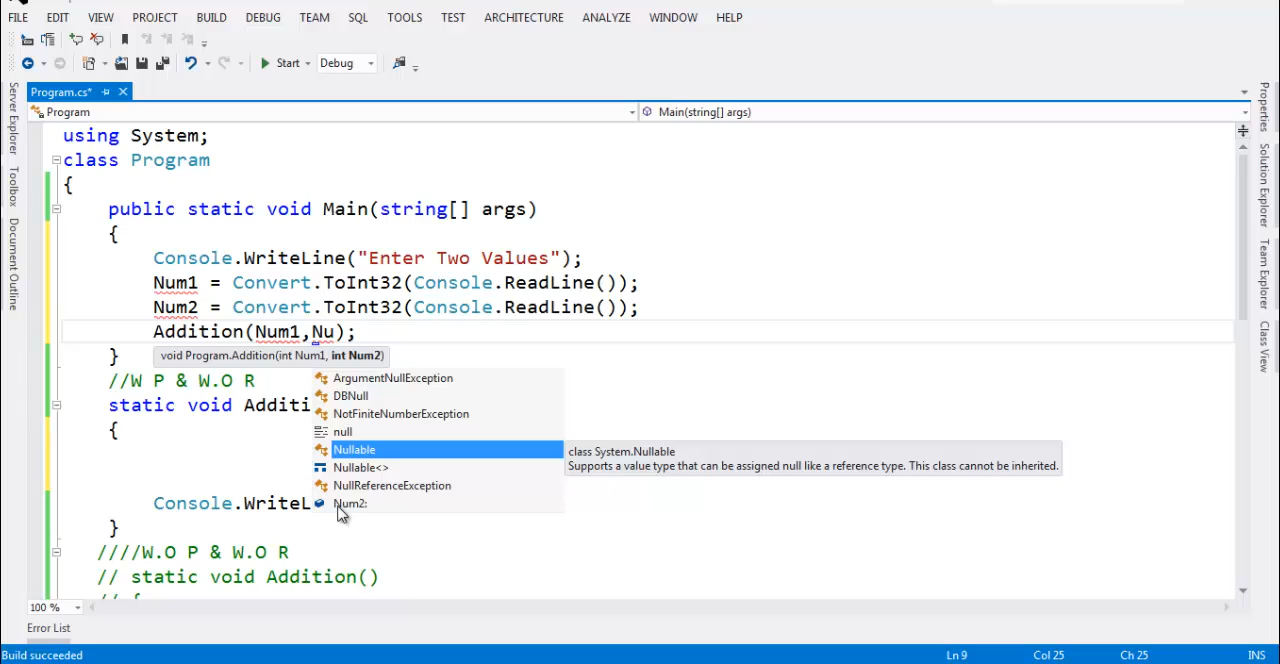 FILE EDIT VIEW PROJECT BUILD DEBUG TEAM SQL TOOLS TEST ARCHITECTURE ANALYZE WINDOW HELP
Start Debug
Program.cs*
Program Main(string[] args)
using System;
class Program
{
public static void Main(string[] args)
{
Console.WriteLine("Enter Two Values");
Num1 = Convert.ToInt32(Console.ReadLine());
Num2 = Convert.ToInt32(Console.ReadLine());
Addition(Num1,Nu);
}
void Program.Addition(int Num1, int Num2)
//W P & W.O R
ArgumentNullException
DBNull
static void Additi
NotFiniteNumberException
{
null
Nullable
class System.Nullable
Supports a value type that can be assigned null like a reference type. This class cannot be inherited.
Nullable<>
NullReferenceException
Console.WriteL
Num2:
}
////W.O P & W.O R
// static void Addition()
// {
100 %
Error List
Build succeeded Ln 9 Col 25 Ch 25 INS
Server Explorer
Toolbox
Document Outline
Properties
Solution Explorer
Team Explorer
Class View